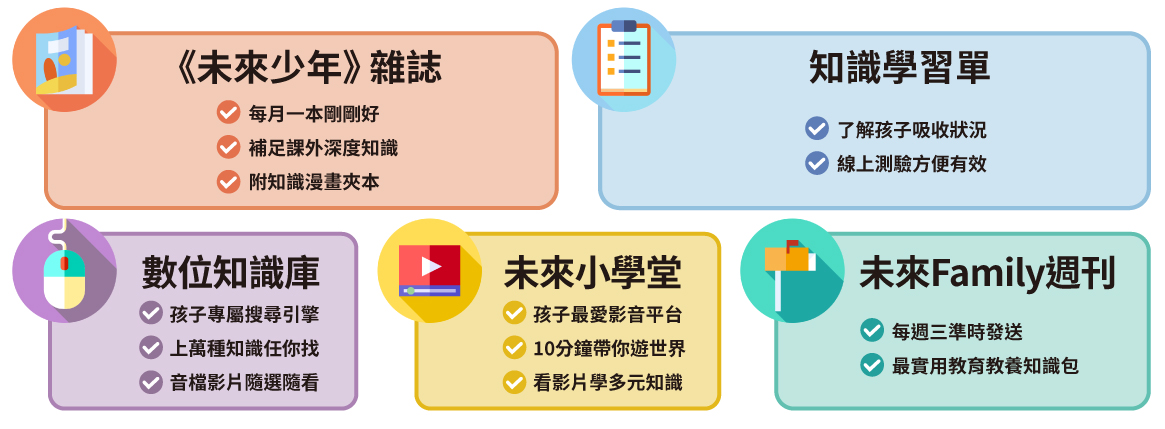 《未來少年》雜誌
每月一本剛剛好
補足課外深度知識
附知識漫畫夾本
知識學習單
了解孩子吸收狀況
線上測驗方便有效
數位知識庫
孩子專屬搜尋引擎
上萬種知識任你找
音檔影片隨選隨看
未來小學堂
孩子最愛影音平台
10分鐘帶你遊世界
看影片學多元知識
未來Family週刊
每週三準時發送
最實用教育教養知識包